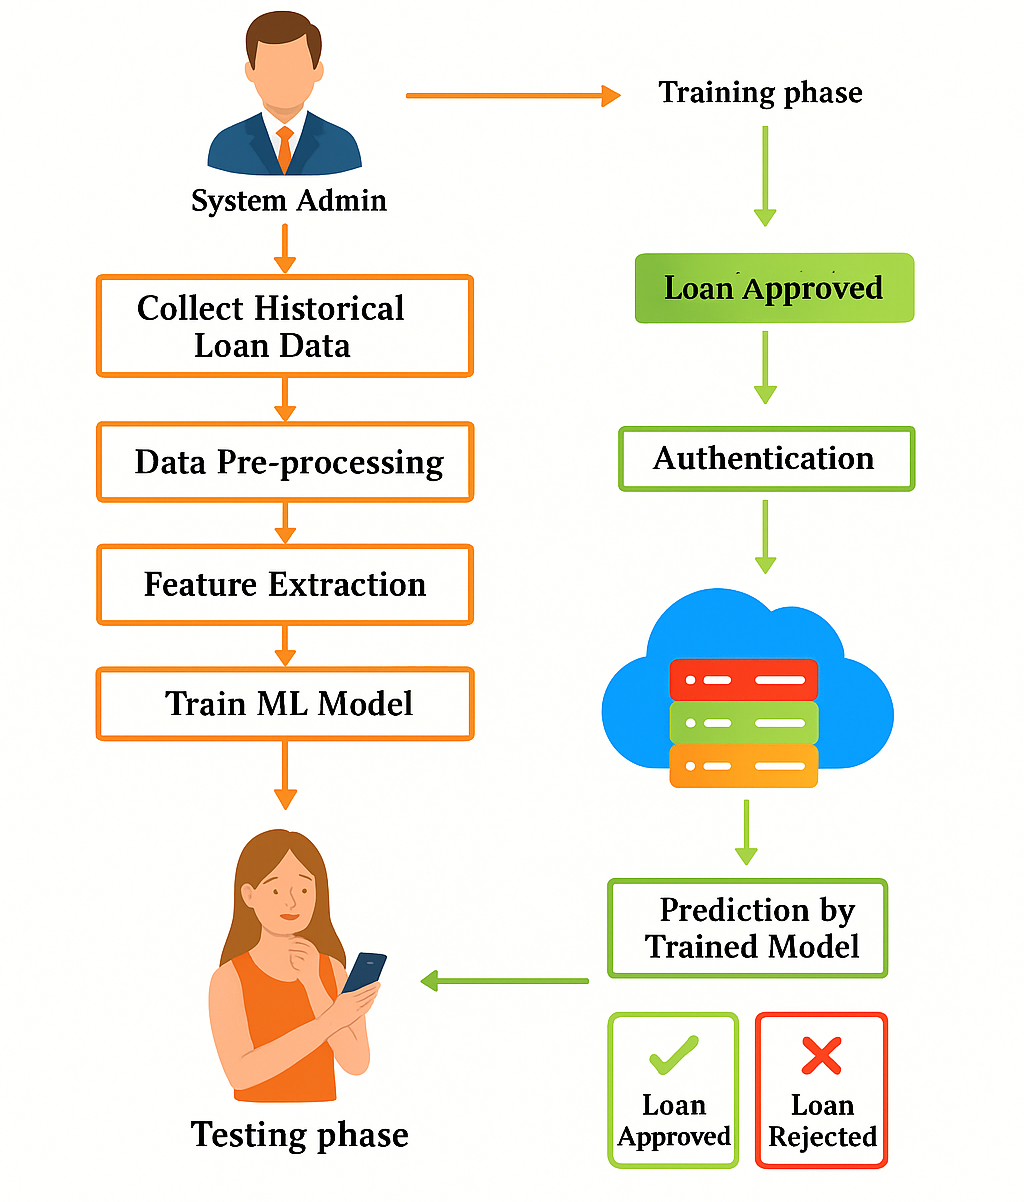 System Admin
Collect Historical
Loan Data
Data Pre-processing
Feature Extraction
Train ML Model
Testing phase
Training phase
Loan Approved
Authentication
Prediction by
Trained Model
Loan
Approved
Loan
Rejected